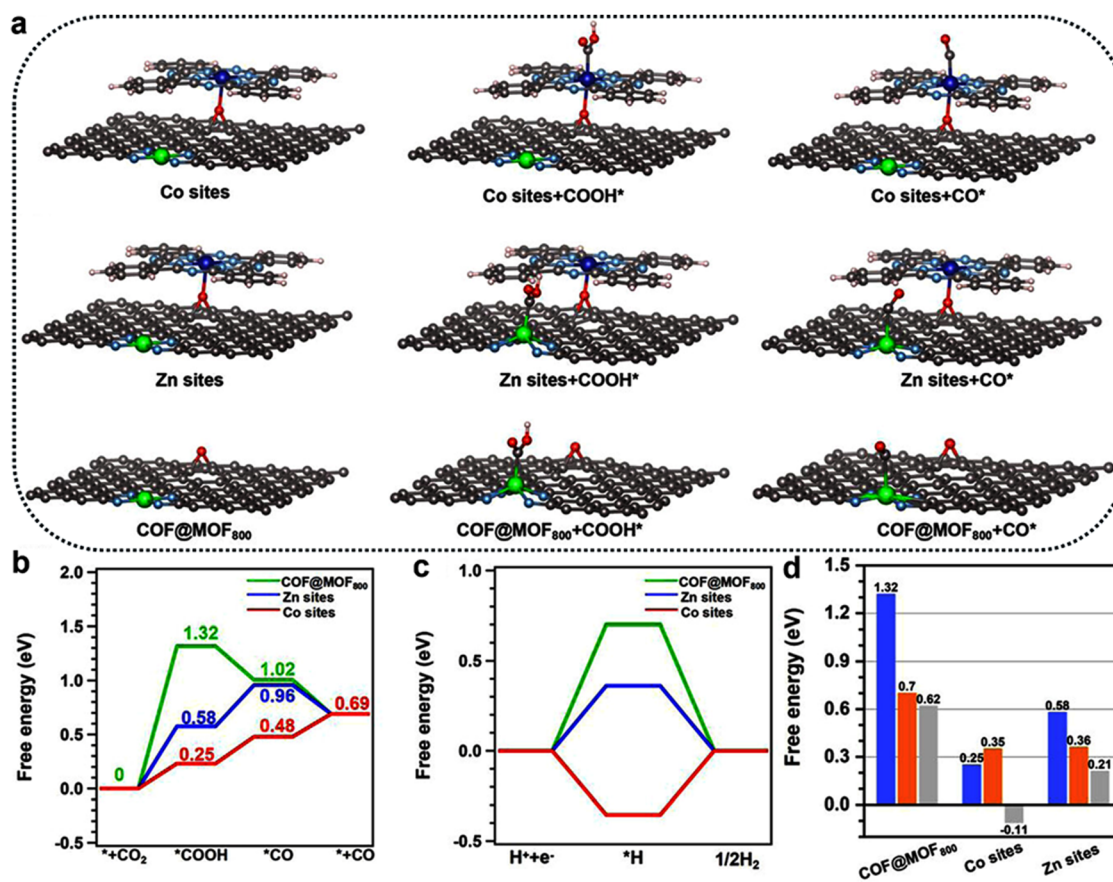 a
Co sites
Co sites+COOH*
Co sites+CO*
Zn sites
Zn sites+COOH*
Zn sites+CO*
COF@MOF800
COF@MOF800+COOH*
COF@MOF800+CO*
b
Free energy (eV)
2.0
1.5
1.0
0.5
0.0
-0.5
COF@MOF800
Zn sites
Co sites
0
1.32
1.02
0.58
0.96
0.25
0.48
0.69
*+CO2
*COOH
*CO
*+CO
c
Free energy (eV)
1.0
0.5
0.0
-0.5
COF@MOF800
Zn sites
Co sites
H++e-
*H
1/2H2
d
Free energy (eV)
1.5
1.2
0.9
0.6
0.3
0.0
1.32
0.7
0.62
0.25
0.35
-0.11
0.58
0.36
0.21
COF@MOF800
Co sites
Zn sites